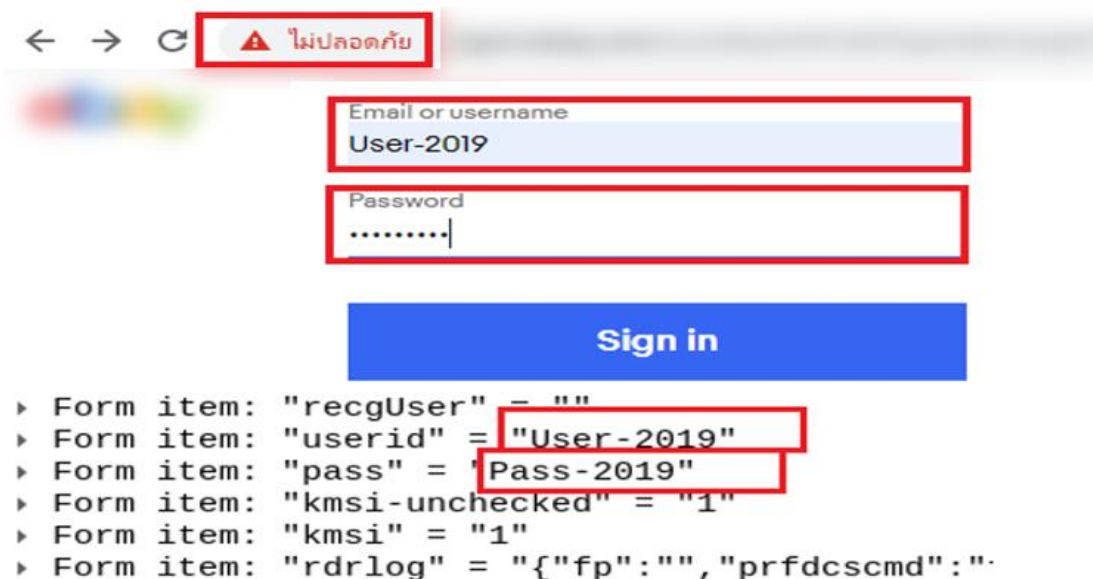 ไม่ปลอดภัย
Email or username
User-2019
Password
•••••••••
Sign in
Form item: "recgUser" = ""
Form item: "userid" = "User-2019"
Form item: "pass" = "Pass-2019"
Form item: "kmsi-unchecked" = "1"
Form item: "kmsi" = "1"
Form item: "rdrlog" = "{"fp":"","prfdcscmd":"